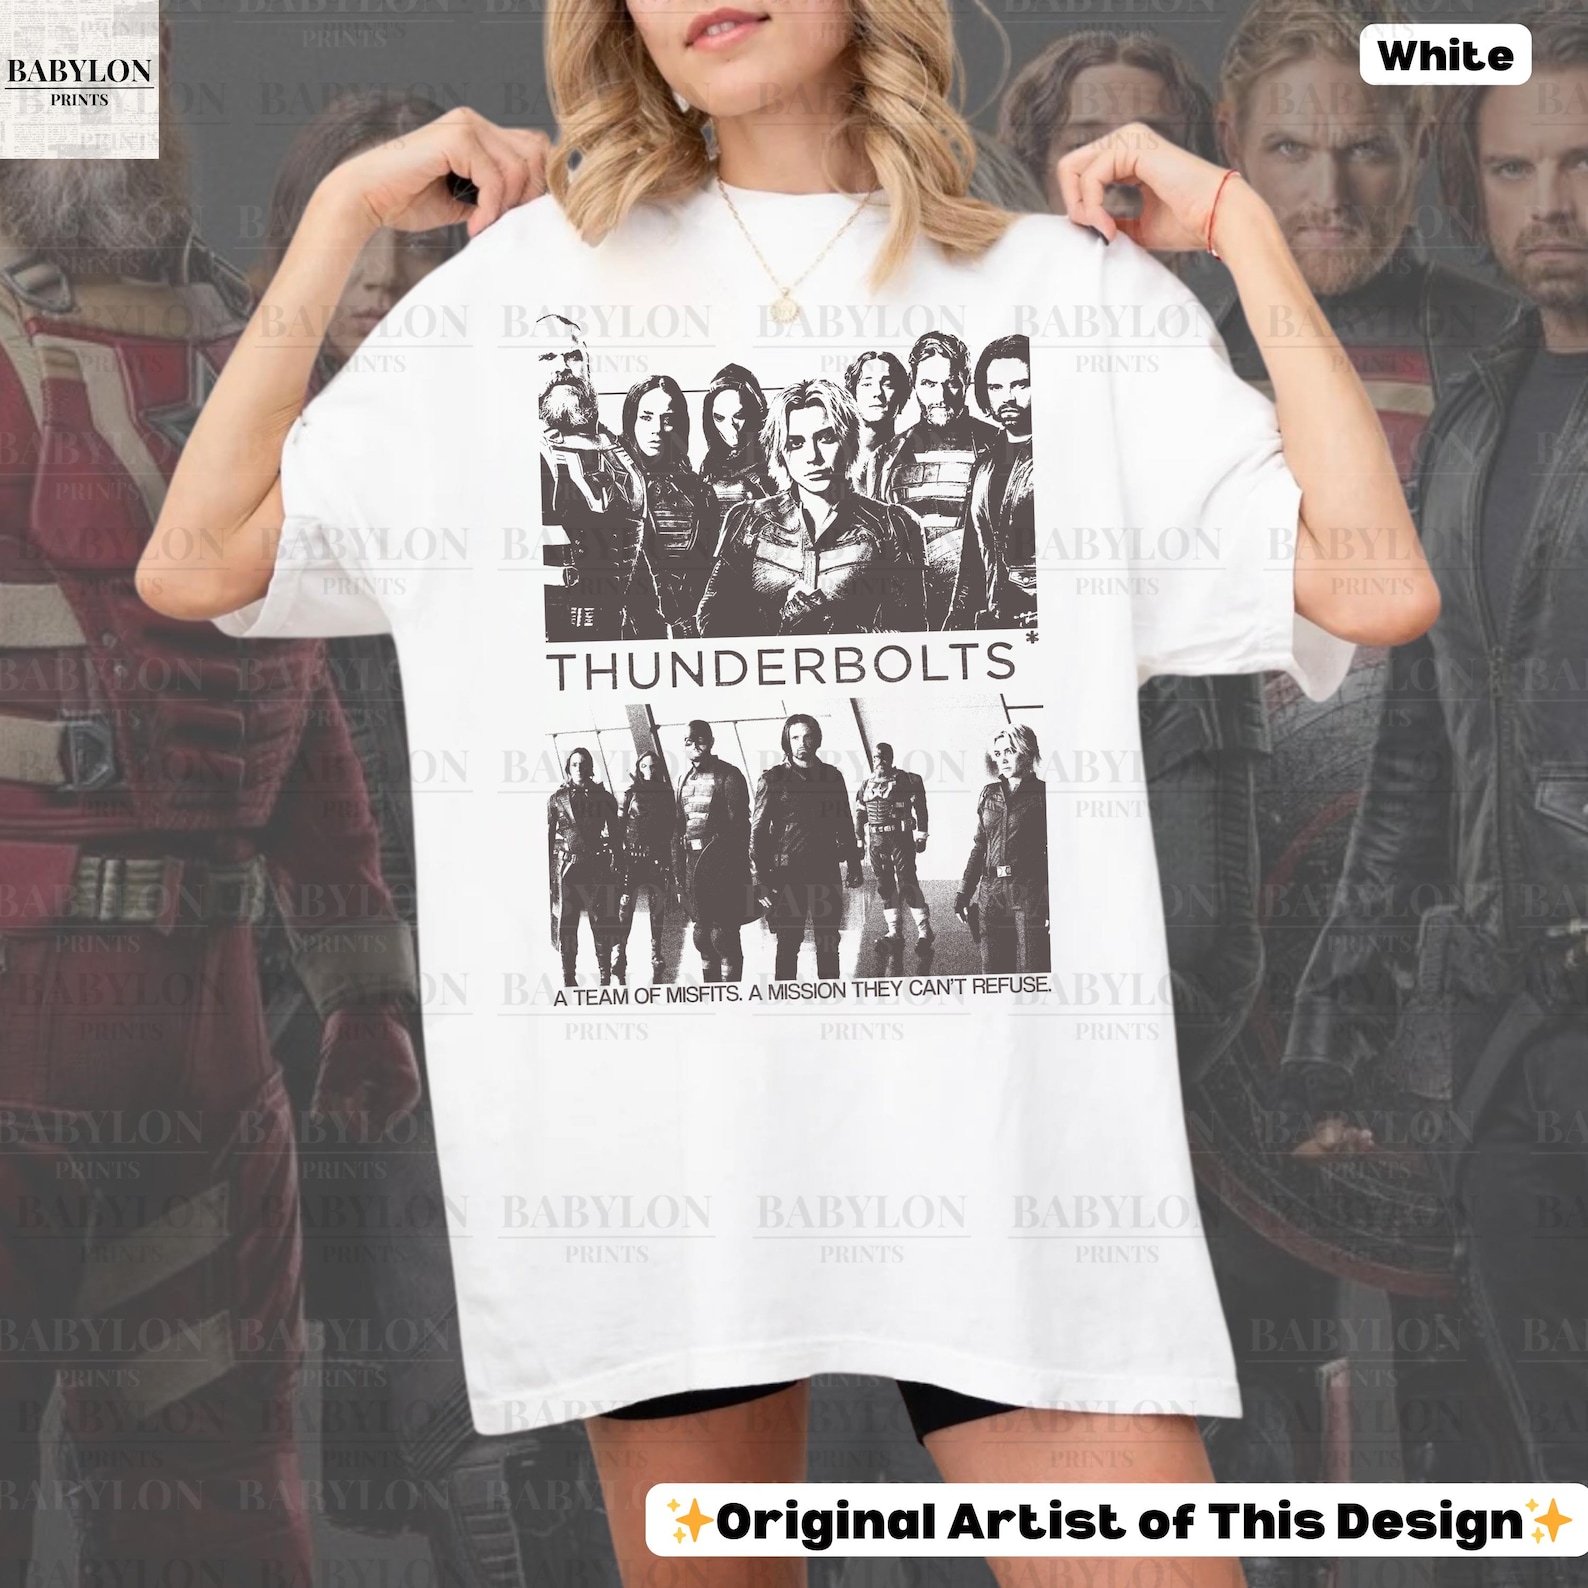 BABYLON
PRINTS
White
THUNDERBOLTS*
A TEAM OF MISFITS. A MISSION THEY CAN'T REFUSE.
✨Original Artist of This Design✨